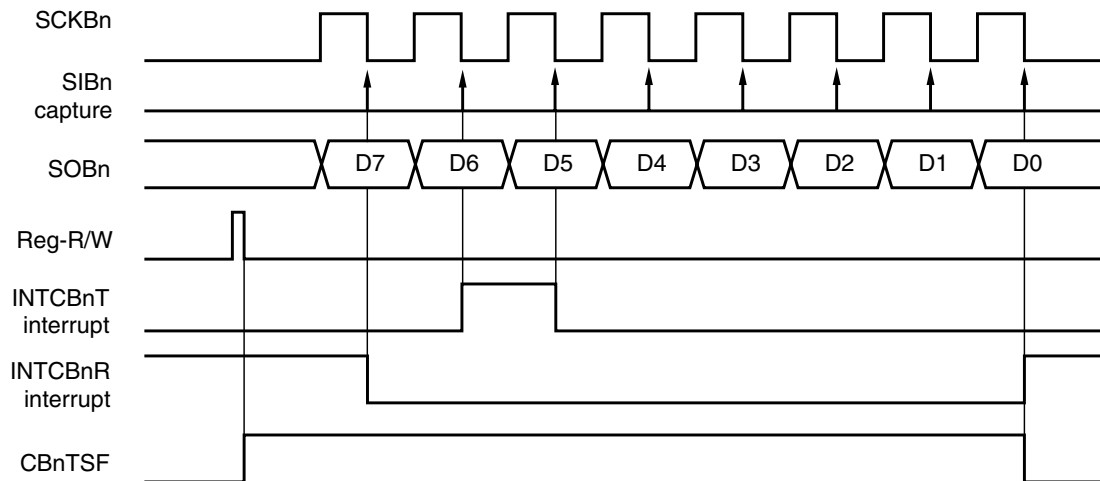 SCKBn
SIBn
capture
SOBn
D7 D6 D5 D4 D3 D2 D1 D0
Reg-R/W
INTCBnT
interrupt
INTCBnR
interrupt
CBnTSF